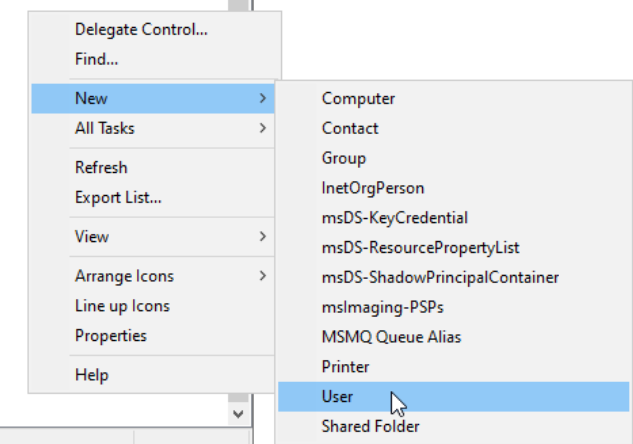 Delegate Control...
Find...
New
All Tasks
Refresh
Export List...
View
Arrange Icons
Line up Icons
Properties
Help
Computer
Contact
Group
InetOrgPerson
msDS-KeyCredential
msDS-ResourcePropertyList
msDS-ShadowPrincipalContainer
msImaging-PSPs
MSMQ Queue Alias
Printer
User
Shared Folder